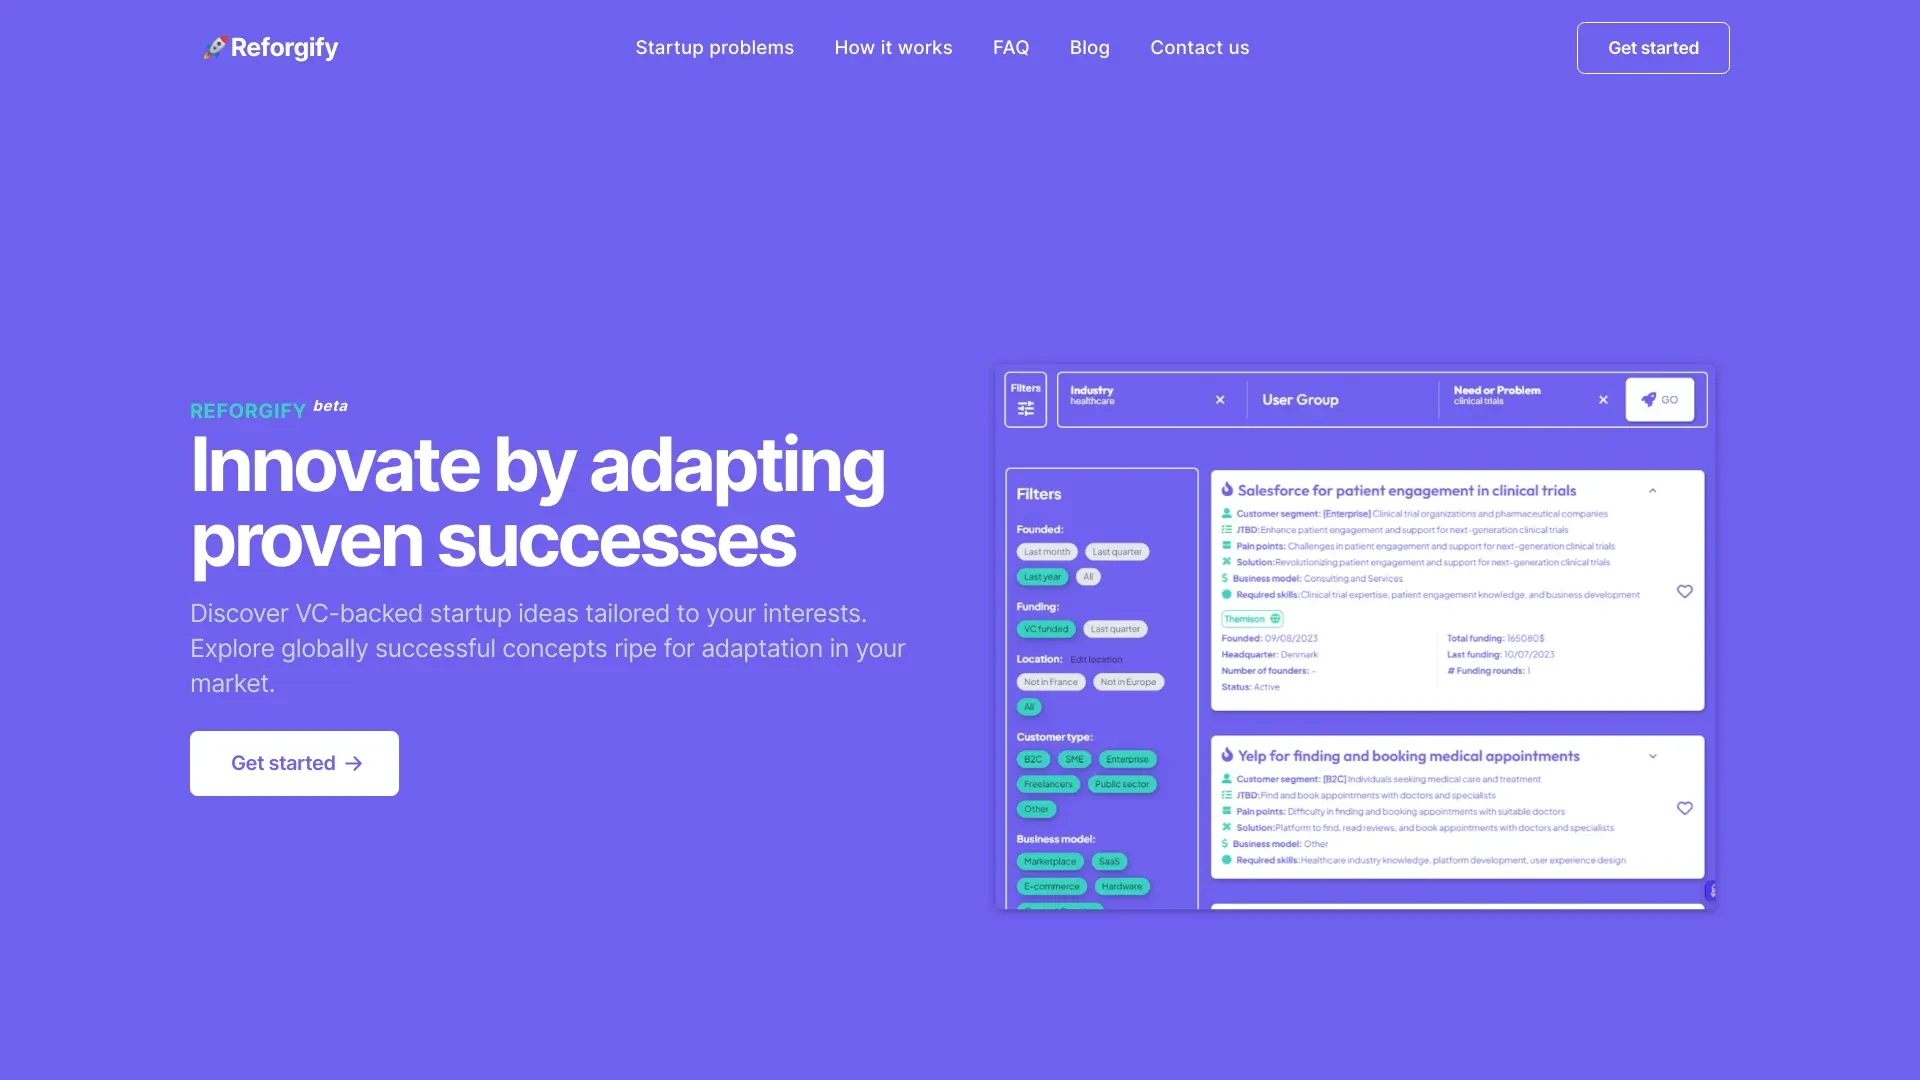 🚀Reforgify
Startup problems
How it works
FAQ
Blog
Contact us
Get started
REFORGIFY beta
Innovate by adapting
proven successes
Discover VC-backed startup ideas tailored to your interests.
Explore globally successful concepts ripe for adaptation in your
market.
Get started →
Filters
Industry
healthcare
User Group
Need or Problem
clinical trials
GO
Filters
Founded:
Last month Last quarter
Last year All
Funding:
VC funded Last quarter
Location: Edit location
Not in France Not in Europe
All
Customer type:
B2C SME Enterprise
Freelancers Public sector
Other
Business model:
Marketplace SaaS
E-commerce Hardware
Salesforce for patient engagement in clinical trials
Customer segment: [Enterprise] Clinical trial organizations and pharmaceutical companies
JTBD: Enhance patient engagement and support for next-generation clinical trials
Pain points: Challenges in patient engagement and support for next-generation clinical trials
Solution: Revolutionizing patient engagement and support for next-generation clinical trials
Business model: Consulting and Services
Required skills: Clinical trial expertise, patient engagement knowledge, and business development
Themison
Founded: 09/08/2023
Headquarter: Denmark
Number of founders: -
Status: Active
Total funding: 165080$
Last funding: 10/07/2023
# Funding rounds: 1
Yelp for finding and booking medical appointments
Customer segment: [B2C] Individuals seeking medical care and treatment
JTBD: Find and book appointments with doctors and specialists
Pain points: Difficulty in finding and booking appointments with suitable doctors
Solution: Platform to find, read reviews, and book appointments with doctors and specialists
Business model: Other
Required skills: Healthcare industry knowledge, platform development, user experience design